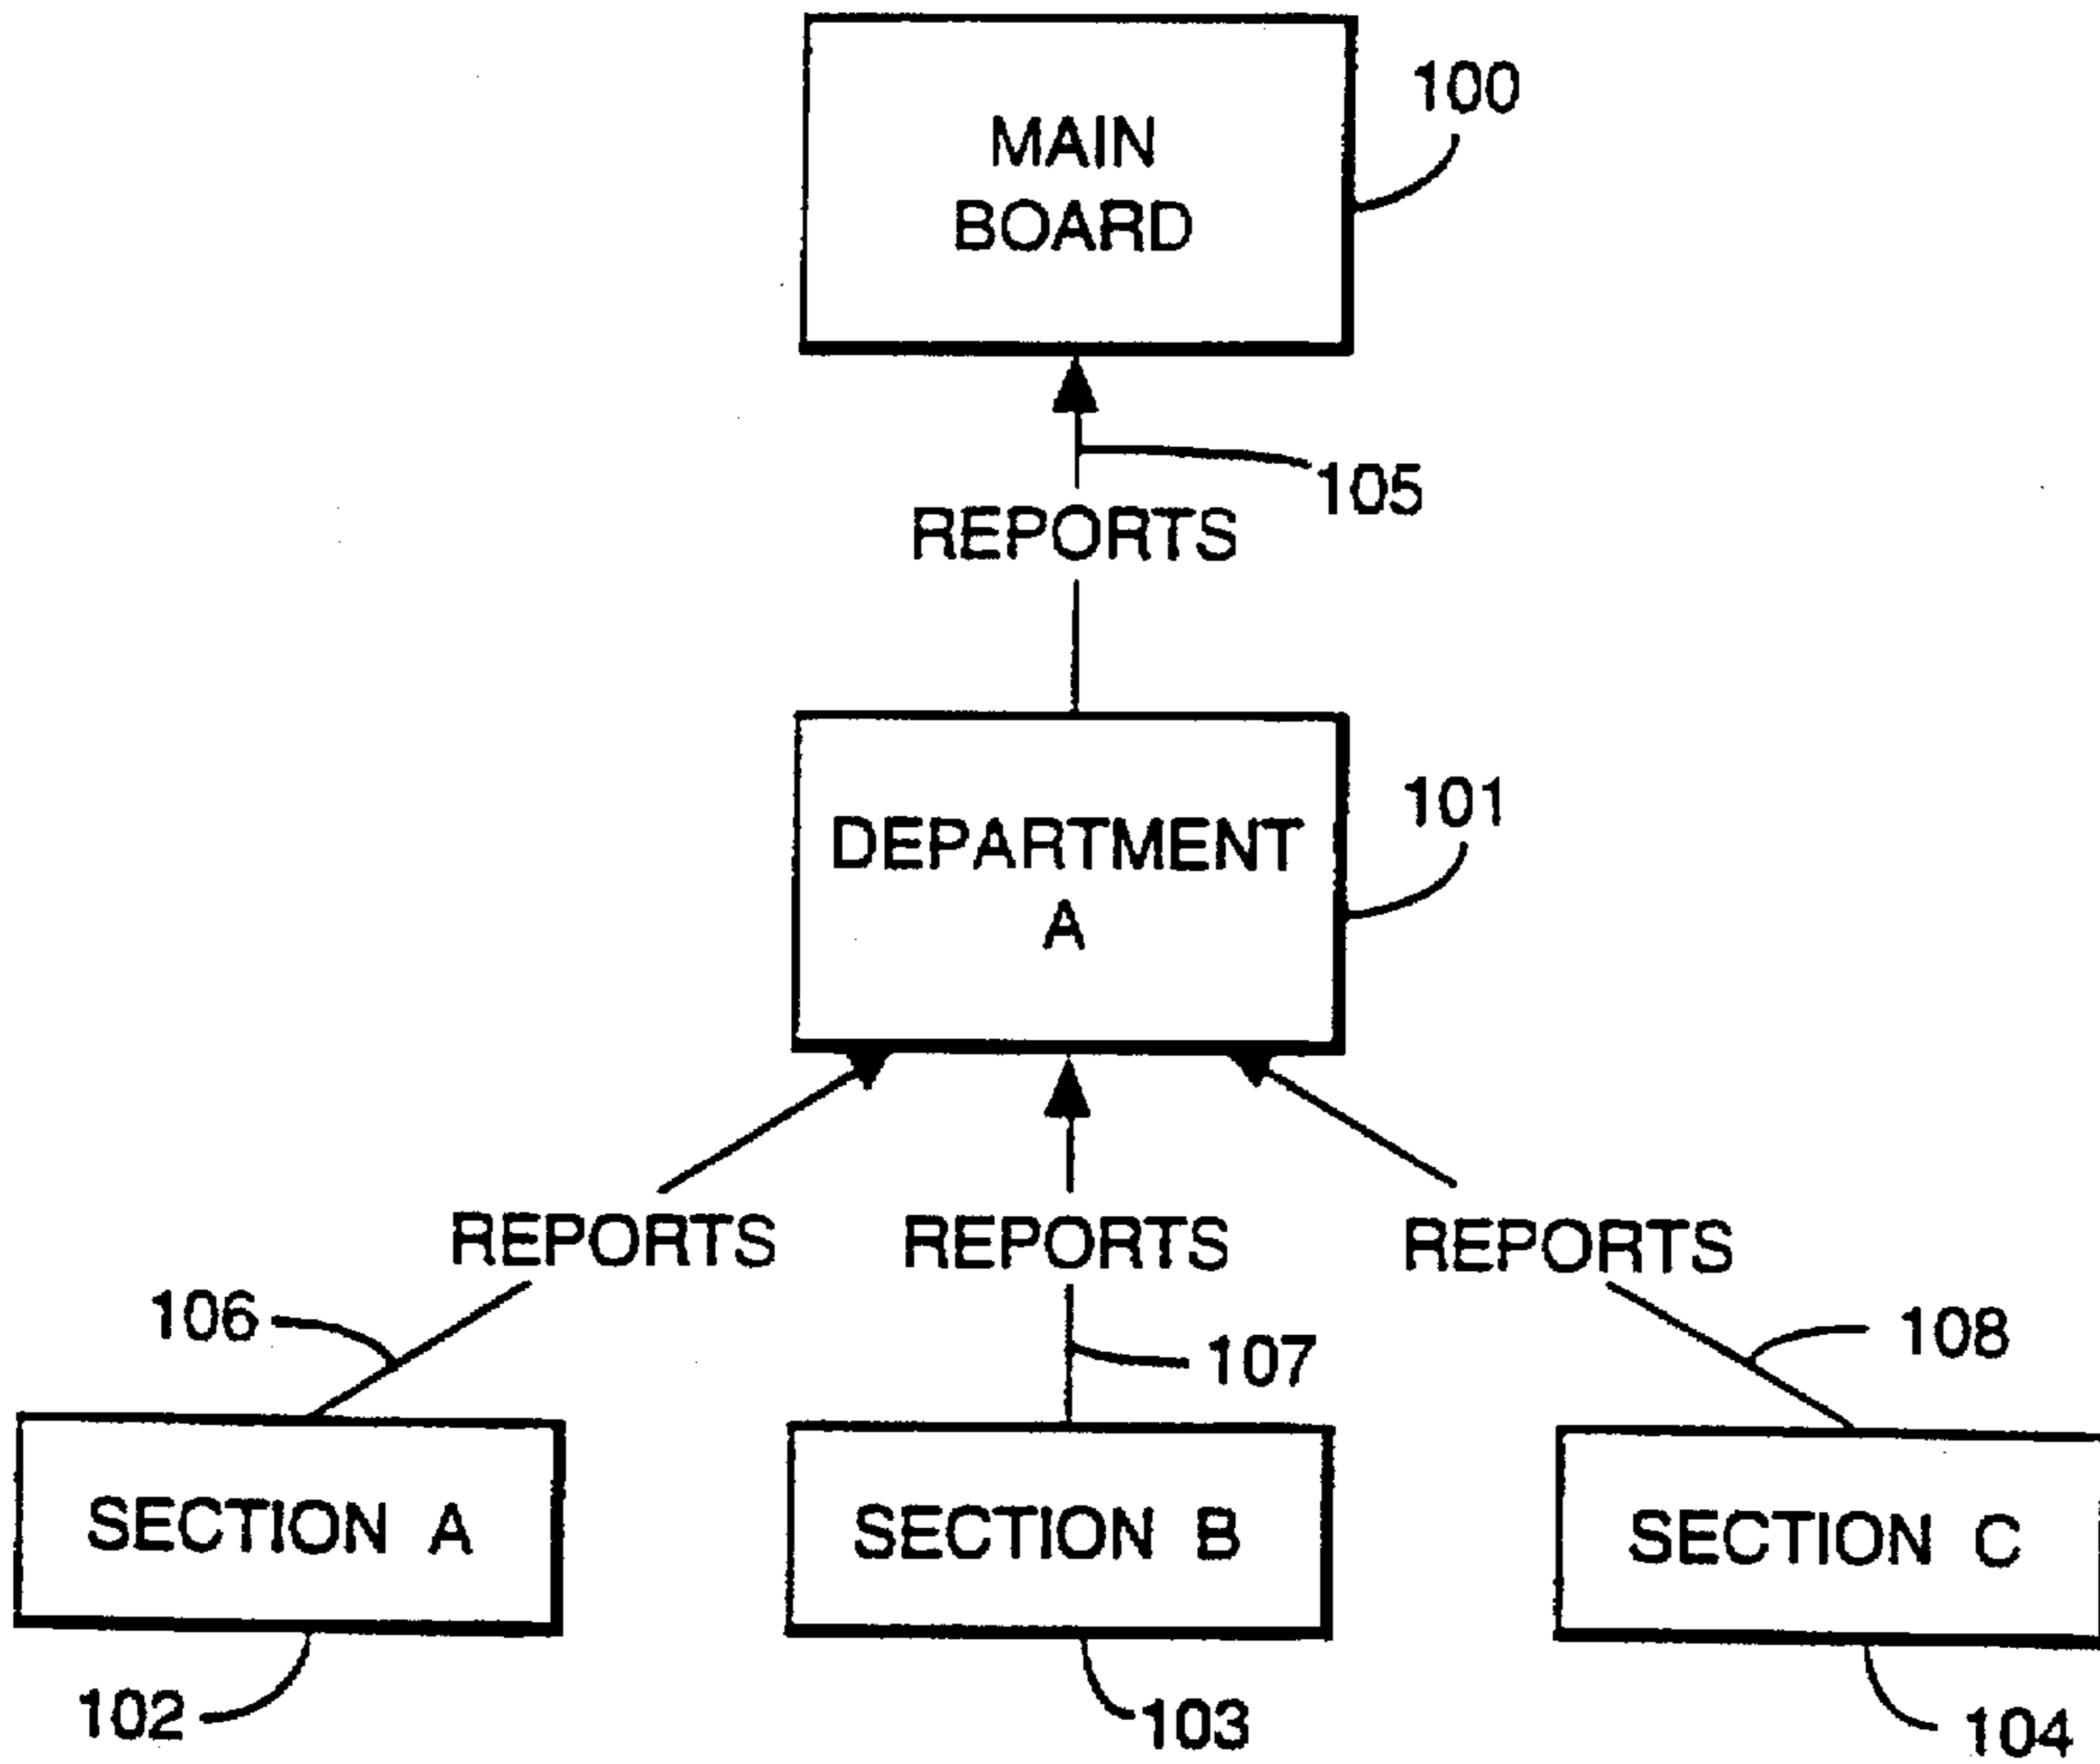 MAIN
BOARD
100
105
REPORTS
101
DEPARTMENT
A
REPORTS
REPORTS
REPORTS
106
107
108
SECTION A
SECTION B
SECTION C
102
103
104